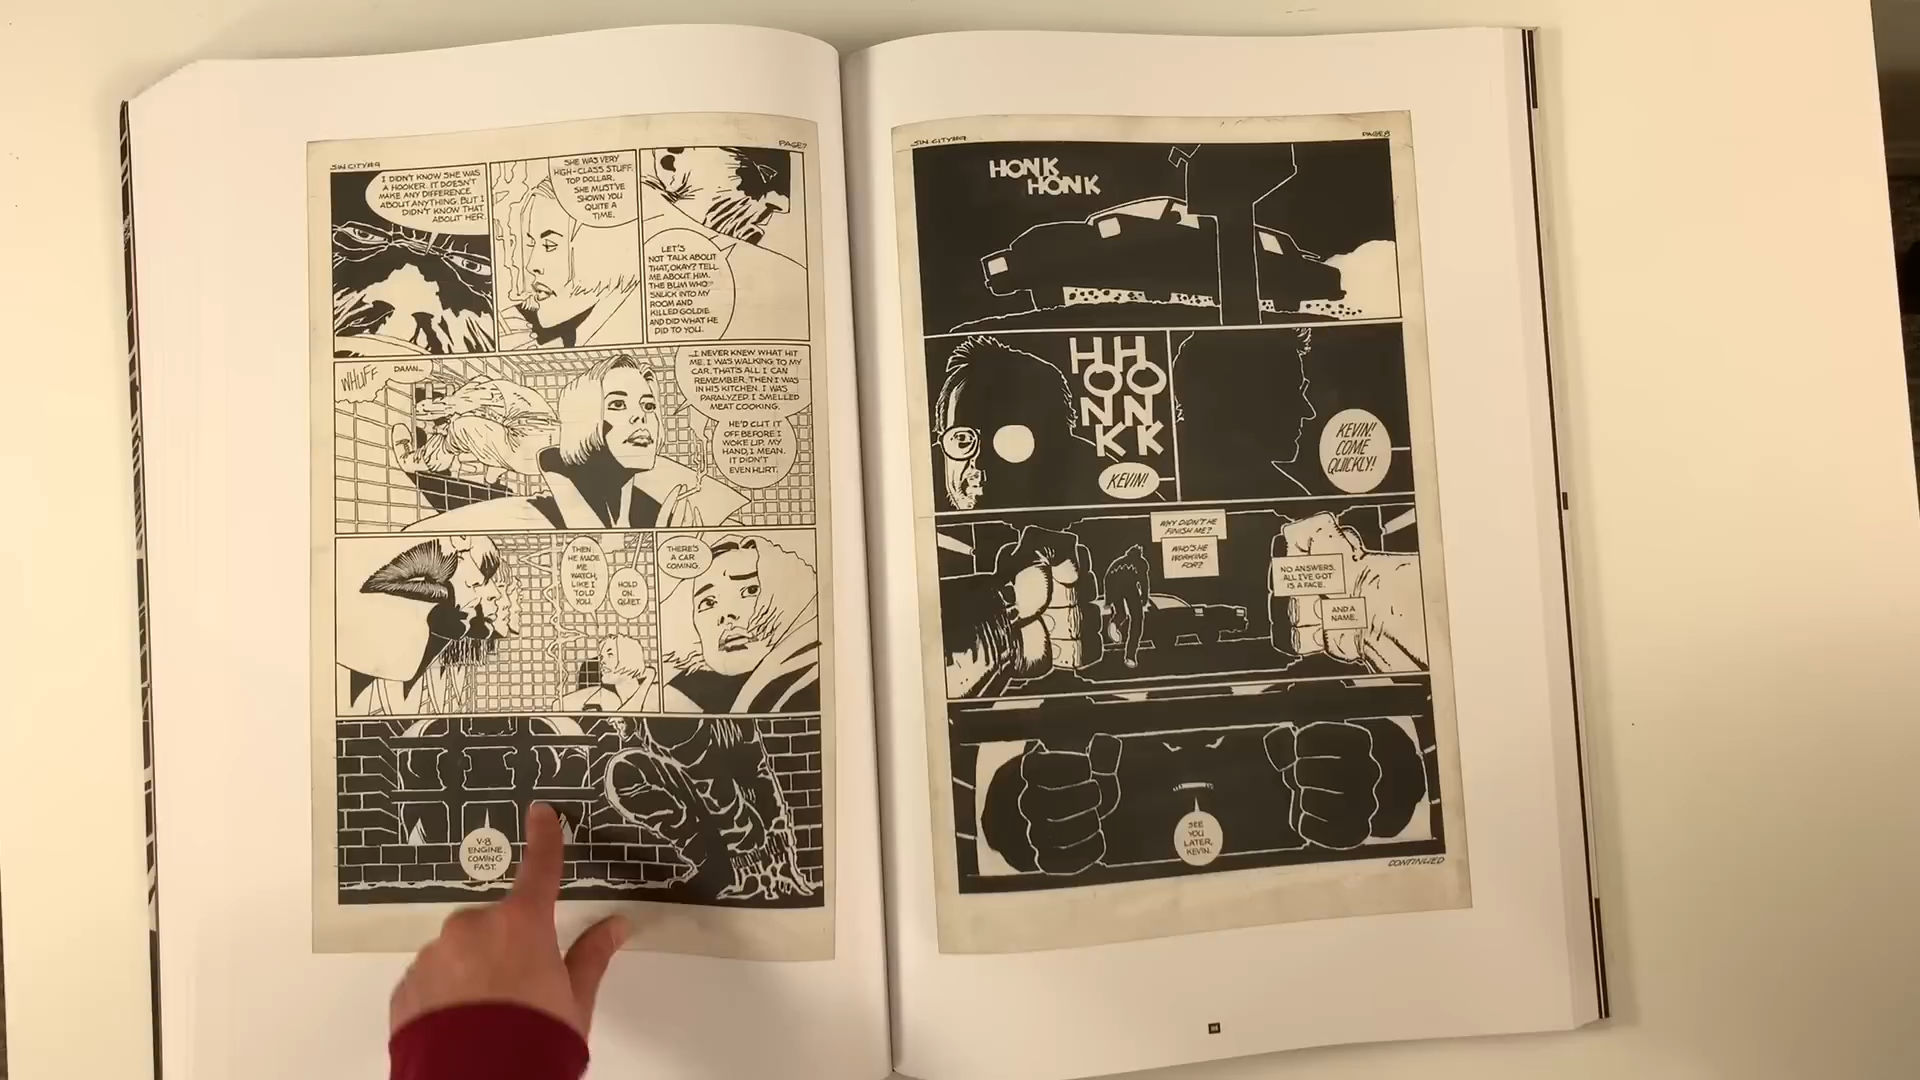 SIN CITY#9
PAGE7
I DIDN'T KNOW SHE WAS
A HOOKER. IT DOESN'T
MAKE ANY DIFFERENCE
ABOUT ANYTHING. BUT I
DIDN'T KNOW THAT
ABOUT HER.
SHE WAS VERY
HIGH-CLASS STUFF.
TOP DOLLAR.
SHE MUST'VE
SHOWN YOU
QUITE A
TIME.
LET'S
NOT TALK ABOUT
THAT, OKAY? TELL
ME ABOUT HIM.
THE BUM WHO
SNUCK INTO MY
ROOM AND
KILLED GOLDIE
AND DID WHAT HE
DID TO YOU.
WHUFF
DAMN...
...I NEVER KNEW WHAT HIT
ME. I WAS WALKING TO MY
CAR. THAT'S ALL I CAN
REMEMBER. THEN I WAS
IN HIS KITCHEN. I WAS
PARALYZED. I SMELLED
MEAT COOKING.
HE'D CUT IT
OFF BEFORE I
WOKE UP. MY
HAND, I MEAN.
IT DIDN'T
EVEN HURT.
THEN
HE MADE
ME
WATCH,
LIKE I
TOLD
YOU.
HOLD
ON.
QUIET.
THERE'S
A CAR
COMING.
V-8
ENGINE.
COMING
FAST.
SIN CITY#9
PAGE8
HONK
HONK
HOONK
HOONK
KEVIN!
KEVIN!
COME
QUICKLY!
WHY DIDN'T HE
FINISH ME?
WHO'S HE
WORKING
FOR?
NO ANSWERS.
ALL I'VE GOT
IS A FACE.
AND A
NAME.
SEE
YOU
LATER,
KEVIN.
CONTINUED